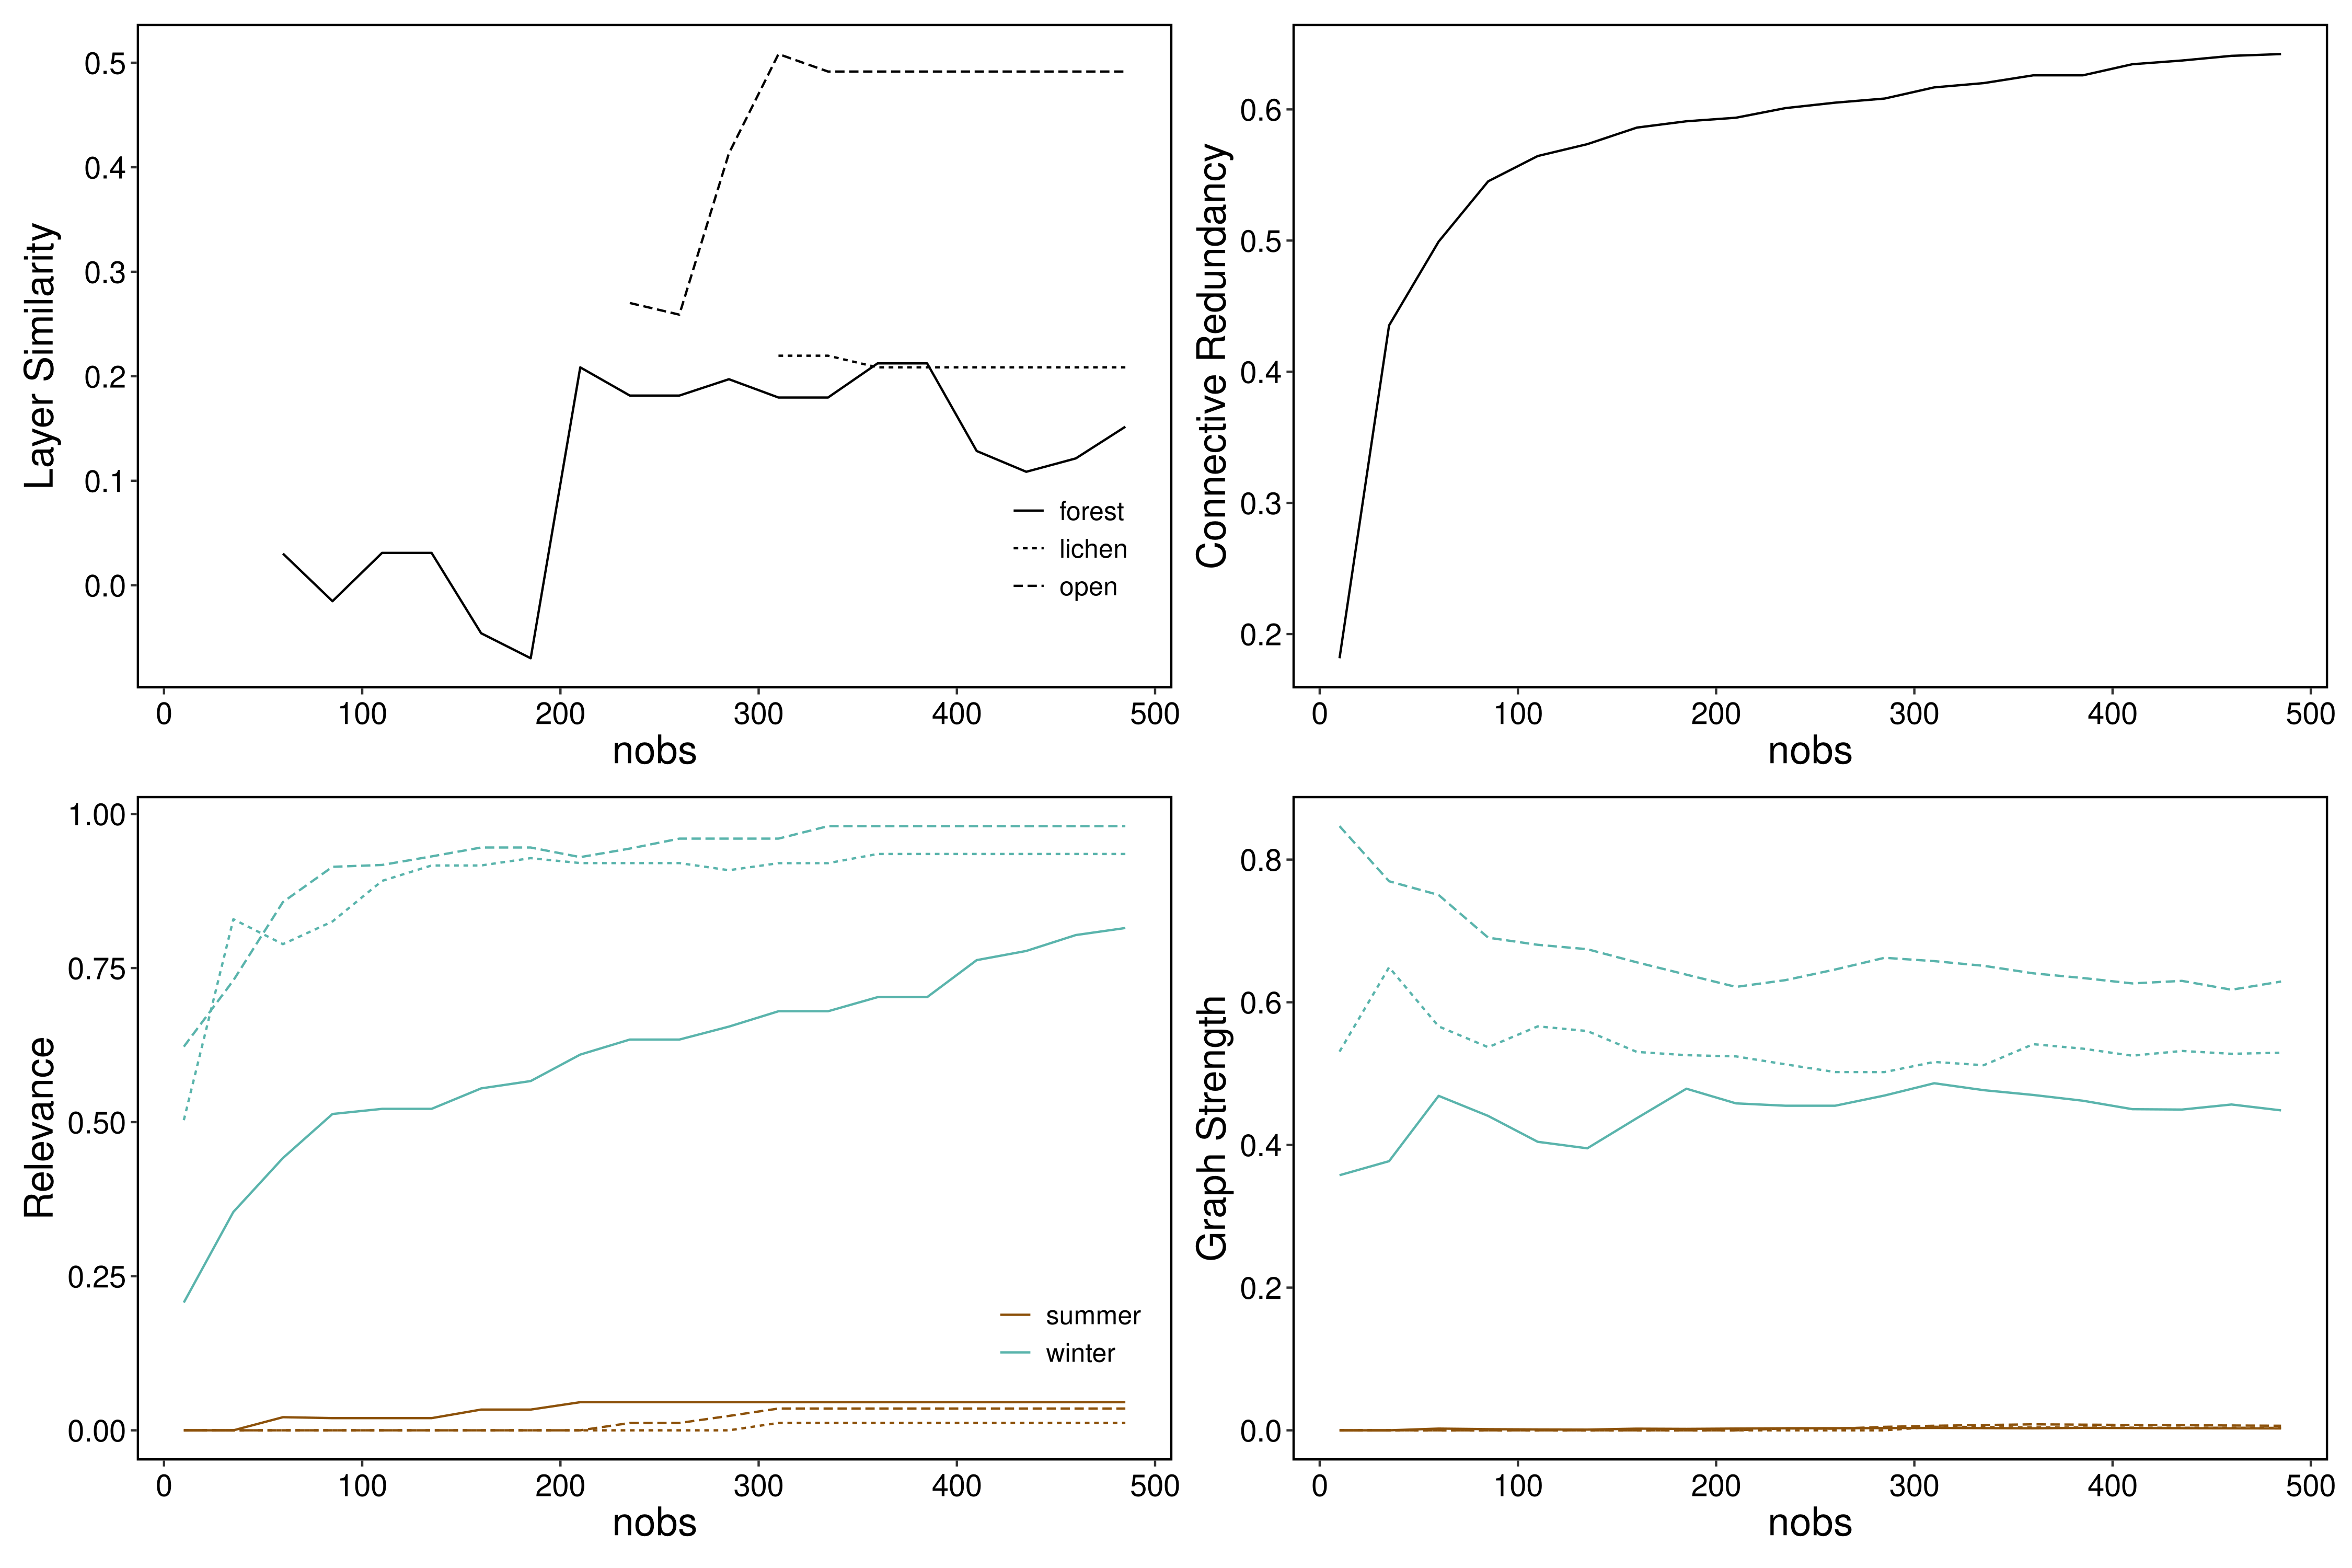 Layer Similarity
0.5
0.4
0.3
0.2
0.1
0.0
forest
lichen
open
0 100 200 300 400 500
nobs
Connective Redundancy
0.6
0.5
0.4
0.3
0.2
0 100 200 300 400 500
nobs
Relevance
1.00
0.75
0.50
0.25
0.00
summer
winter
0 100 200 300 400 500
nobs
Graph Strength
0.8
0.6
0.4
0.2
0.0
0 100 200 300 400 500
nobs